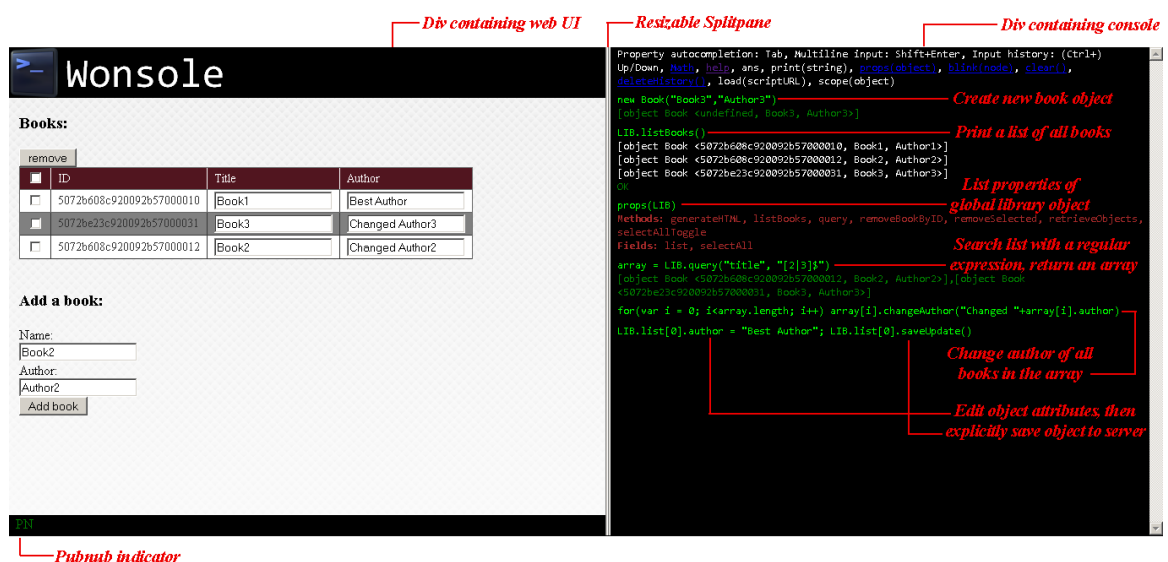 Div containing web UI
Resizable Splitpane
Div containing console
>_ Wonsole
Books:
remove
ID Title Author
5072b608c920092b57000010 Book1 Best Author
5072be23c920092b57000031 Book3 Changed Author3
5072b608c920092b57000012 Book2 Changed Author2
Add a book:
Name:
Book2
Author:
Author2
Add book
PN
Pubnub indicator
Property autocompletion: Tab, Multiline input: Shift+Enter, Input history: (Ctrl+)
Up/Down, Math, help, ans, print(string), props(object), blink(node), clear(),
deleteHistory(), load(scriptURL), scope(object)
new Book("Book3","Author3")
Create new book object
[object Book <undefined, Book3, Author3>]
LIB.listBooks()
Print a list of all books
[object Book <5072b608c920092b57000010, Book1, Author1>]
[object Book <5072b608c920092b57000012, Book2, Author2>]
[object Book <5072be23c920092b57000031, Book3, Author3>]
OK
List properties of
global library object
props(LIB)
Methods: generateHTML, listBooks, query, removeBookByID, removeSelected, retrieveObjects,
selectAllToggle
Fields: list, selectAll
Search list with a regular
expression, return an array
array = LIB.query("title", "[2|3]$")
[object Book <5072b608c920092b57000012, Book2, Author2>],[object Book
<5072be23c920092b57000031, Book3, Author3>]
for(var i = 0; i<array.length; i++) array[i].changeAuthor("Changed "+array[i].author)
LIB.list[0].author = "Best Author"; LIB.list[0].saveUpdate()
Change author of all
books in the array
Edit object attributes, then
explicitly save object to server